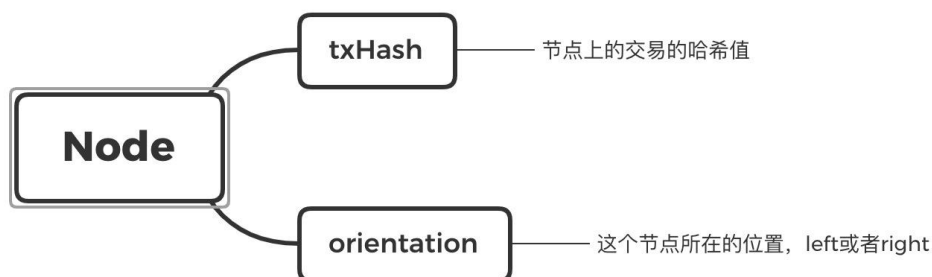 txHash
节点上的交易的哈希值
Node
orientation
这个节点所在的位置，left或者right